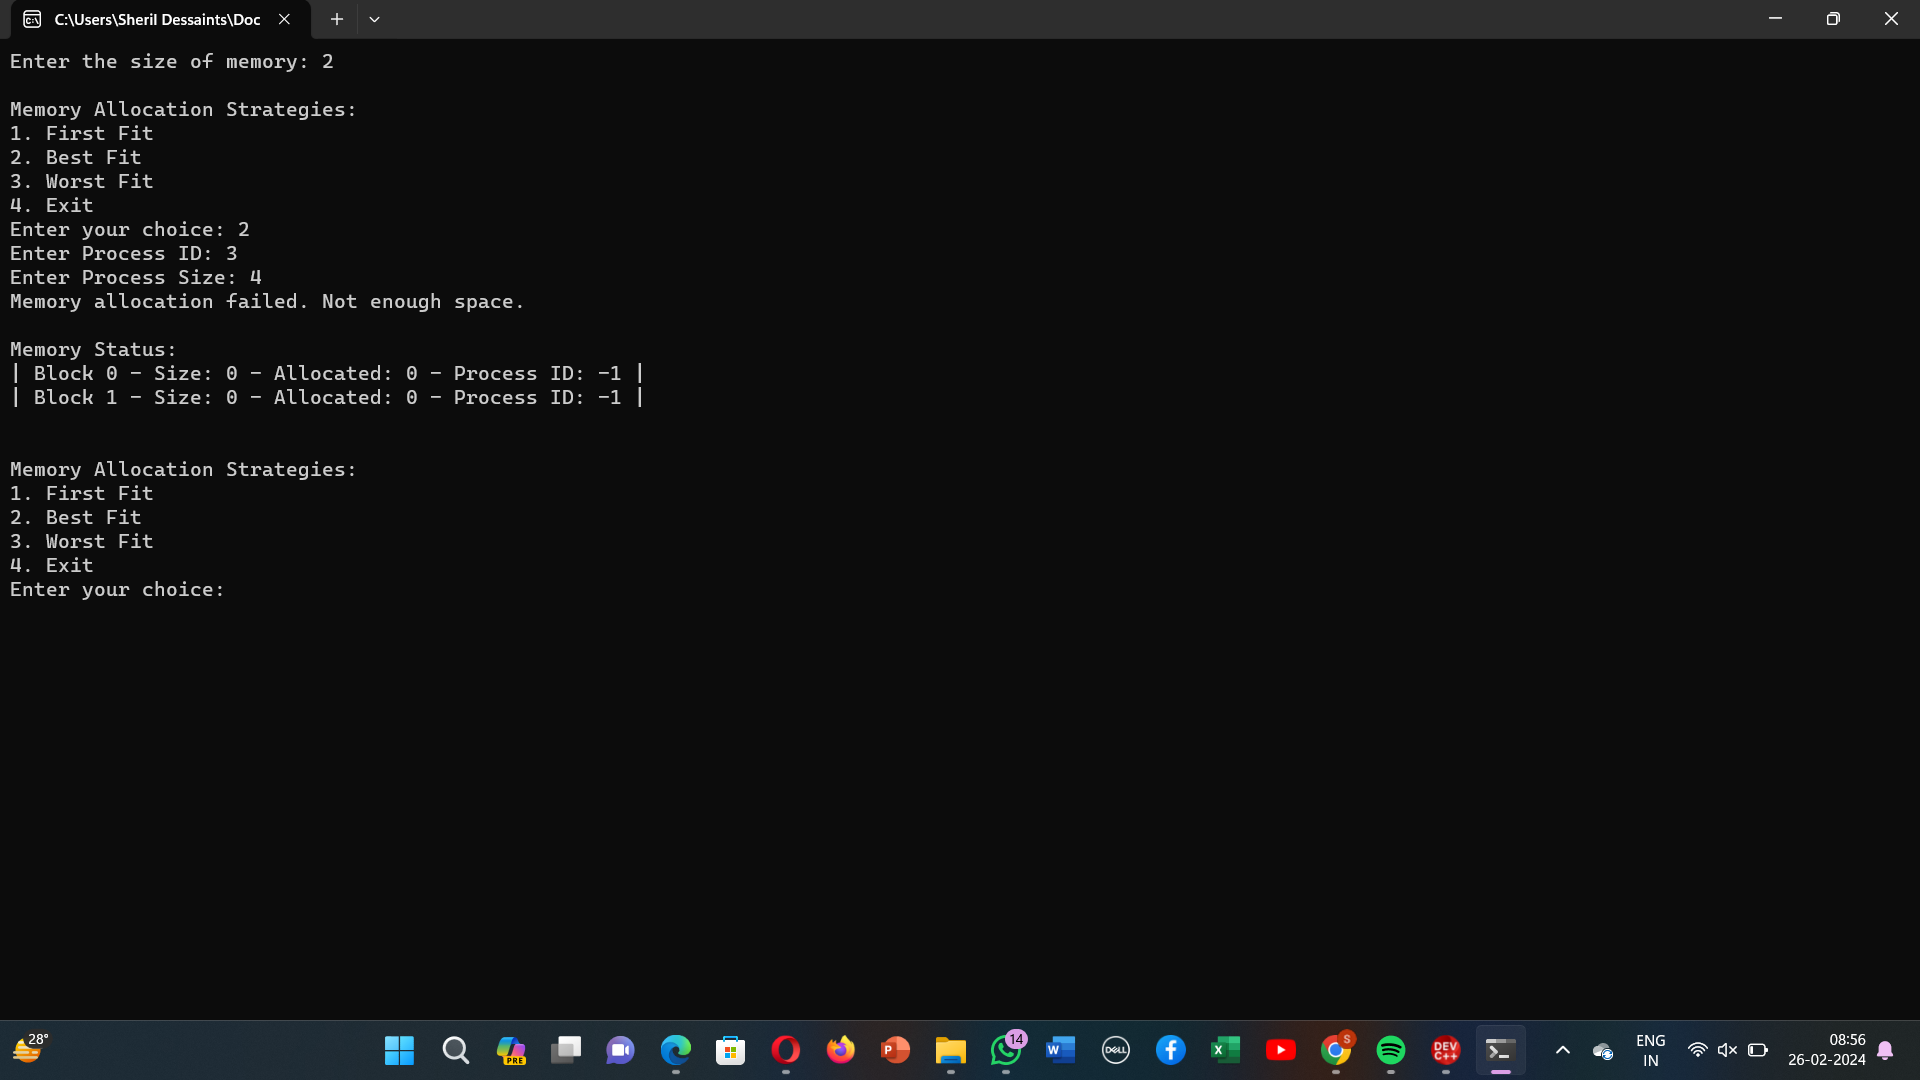 C:\Users\Sheril Dessaints\Doc
Enter the size of memory: 2
Memory Allocation Strategies:
1. First Fit
2. Best Fit
3. Worst Fit
4. Exit
Enter your choice: 2
Enter Process ID: 3
Enter Process Size: 4
Memory allocation failed. Not enough space.
Memory Status:
| Block 0 - Size: 0 - Allocated: 0 - Process ID: -1 |
| Block 1 - Size: 0 - Allocated: 0 - Process ID: -1 |
Memory Allocation Strategies:
1. First Fit
2. Best Fit
3. Worst Fit
4. Exit
Enter your choice:
28°
PRE
P
14
W
DELL
X
S
DEV
C++
ENG
IN
08:56
26-02-2024